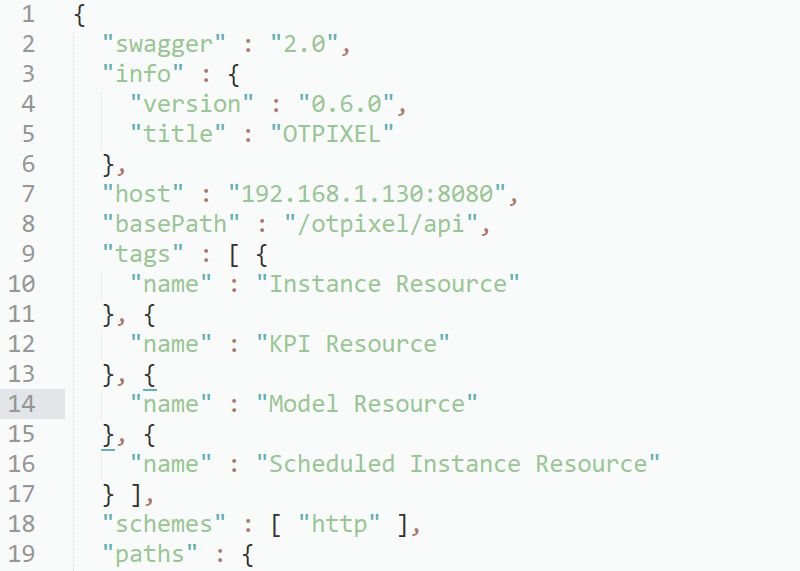 1 {
2 "swagger" : "2.0",
3 "info" : {
4 "version" : "0.6.0",
5 "title" : "OTPIXEL"
6 },
7 "host" : "192.168.1.130:8080",
8 "basePath" : "/otpixel/api",
9 "tags" : [ {
10 "name" : "Instance Resource"
11 }, {
12 "name" : "KPI Resource"
13 }, {
14 "name" : "Model Resource"
15 }, {
16 "name" : "Scheduled Instance Resource"
17 } ],
18 "schemes" : [ "http" ],
19 "paths" : {